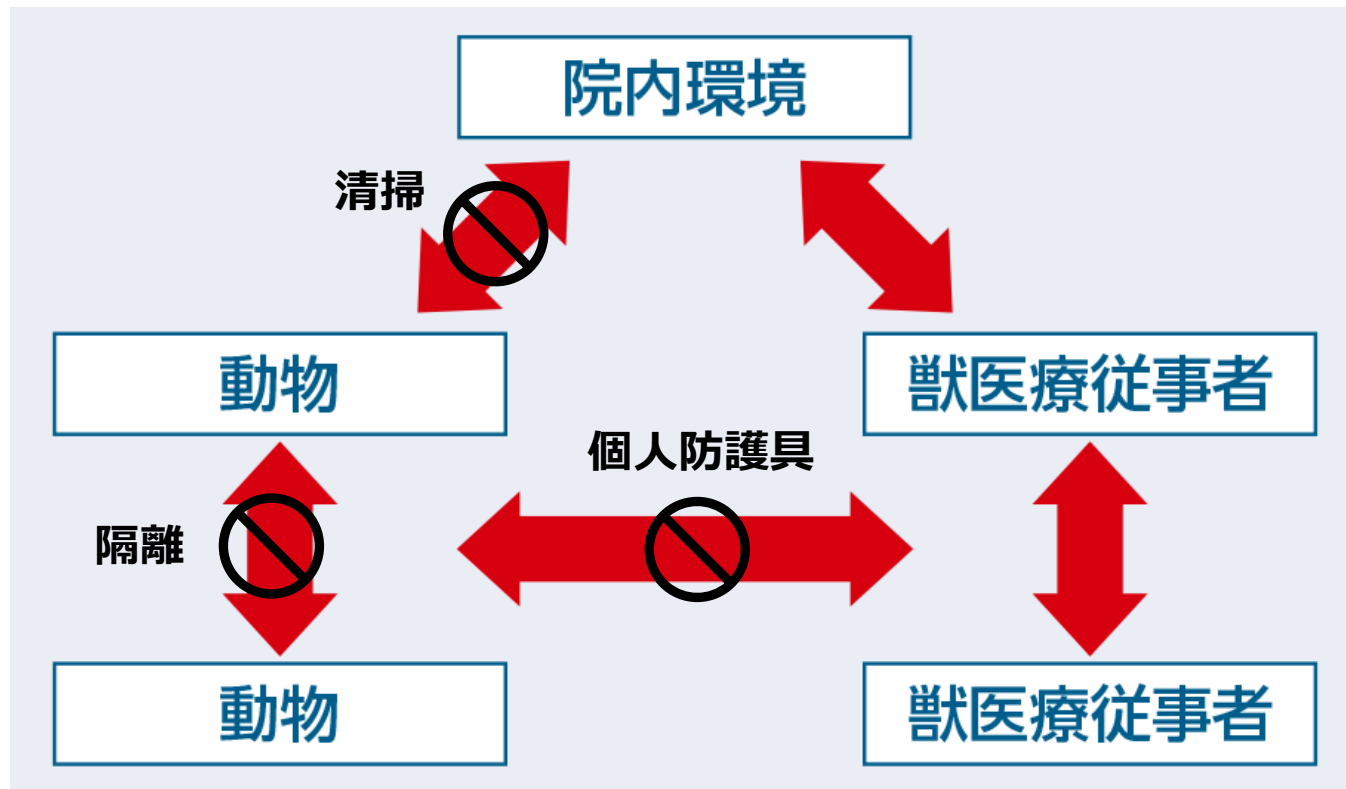 院内環境
清掃
動物
獣医療従事者
個人防護具
隔離
動物
獣医療従事者